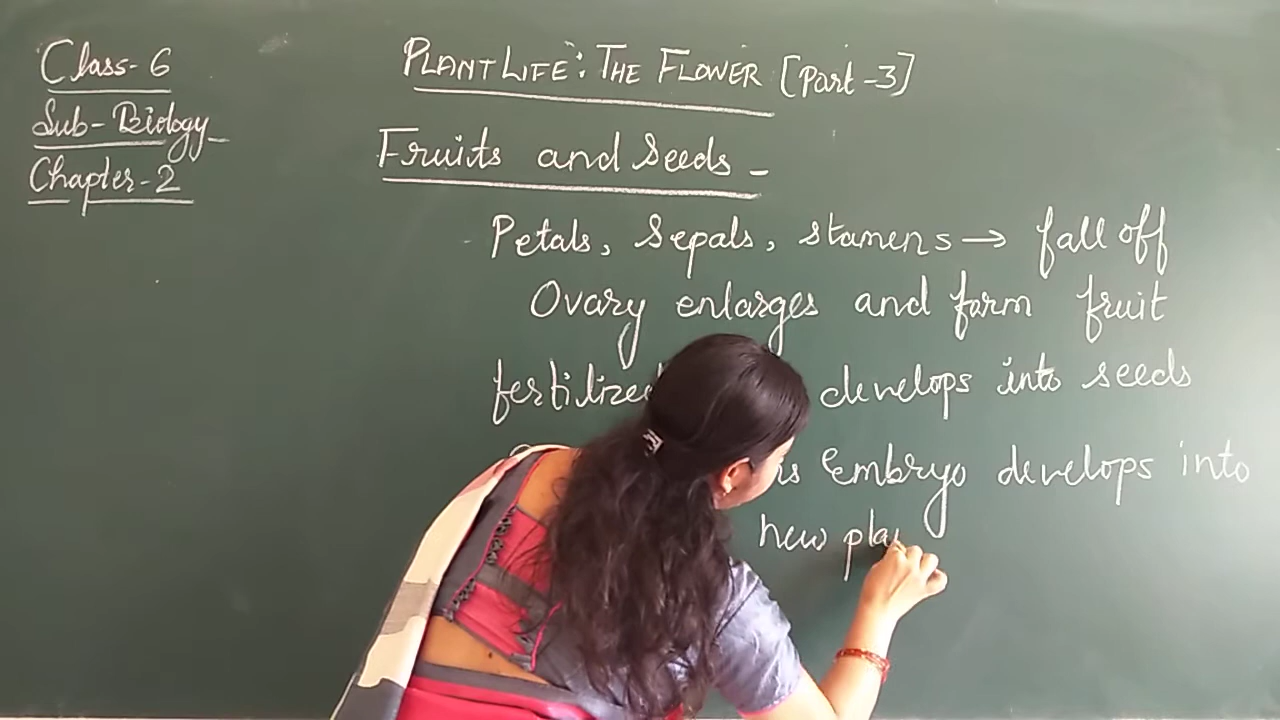 Class-6
Sub-Biology
Chapter-2
PLANT LIFE: THE FLOWER [Part-3]
Fruits and Seeds -
Petals, Sepals, stamens → fall off
Ovary enlarges and form fruit
fertilized develops into seeds
Embryo develops into
new pla